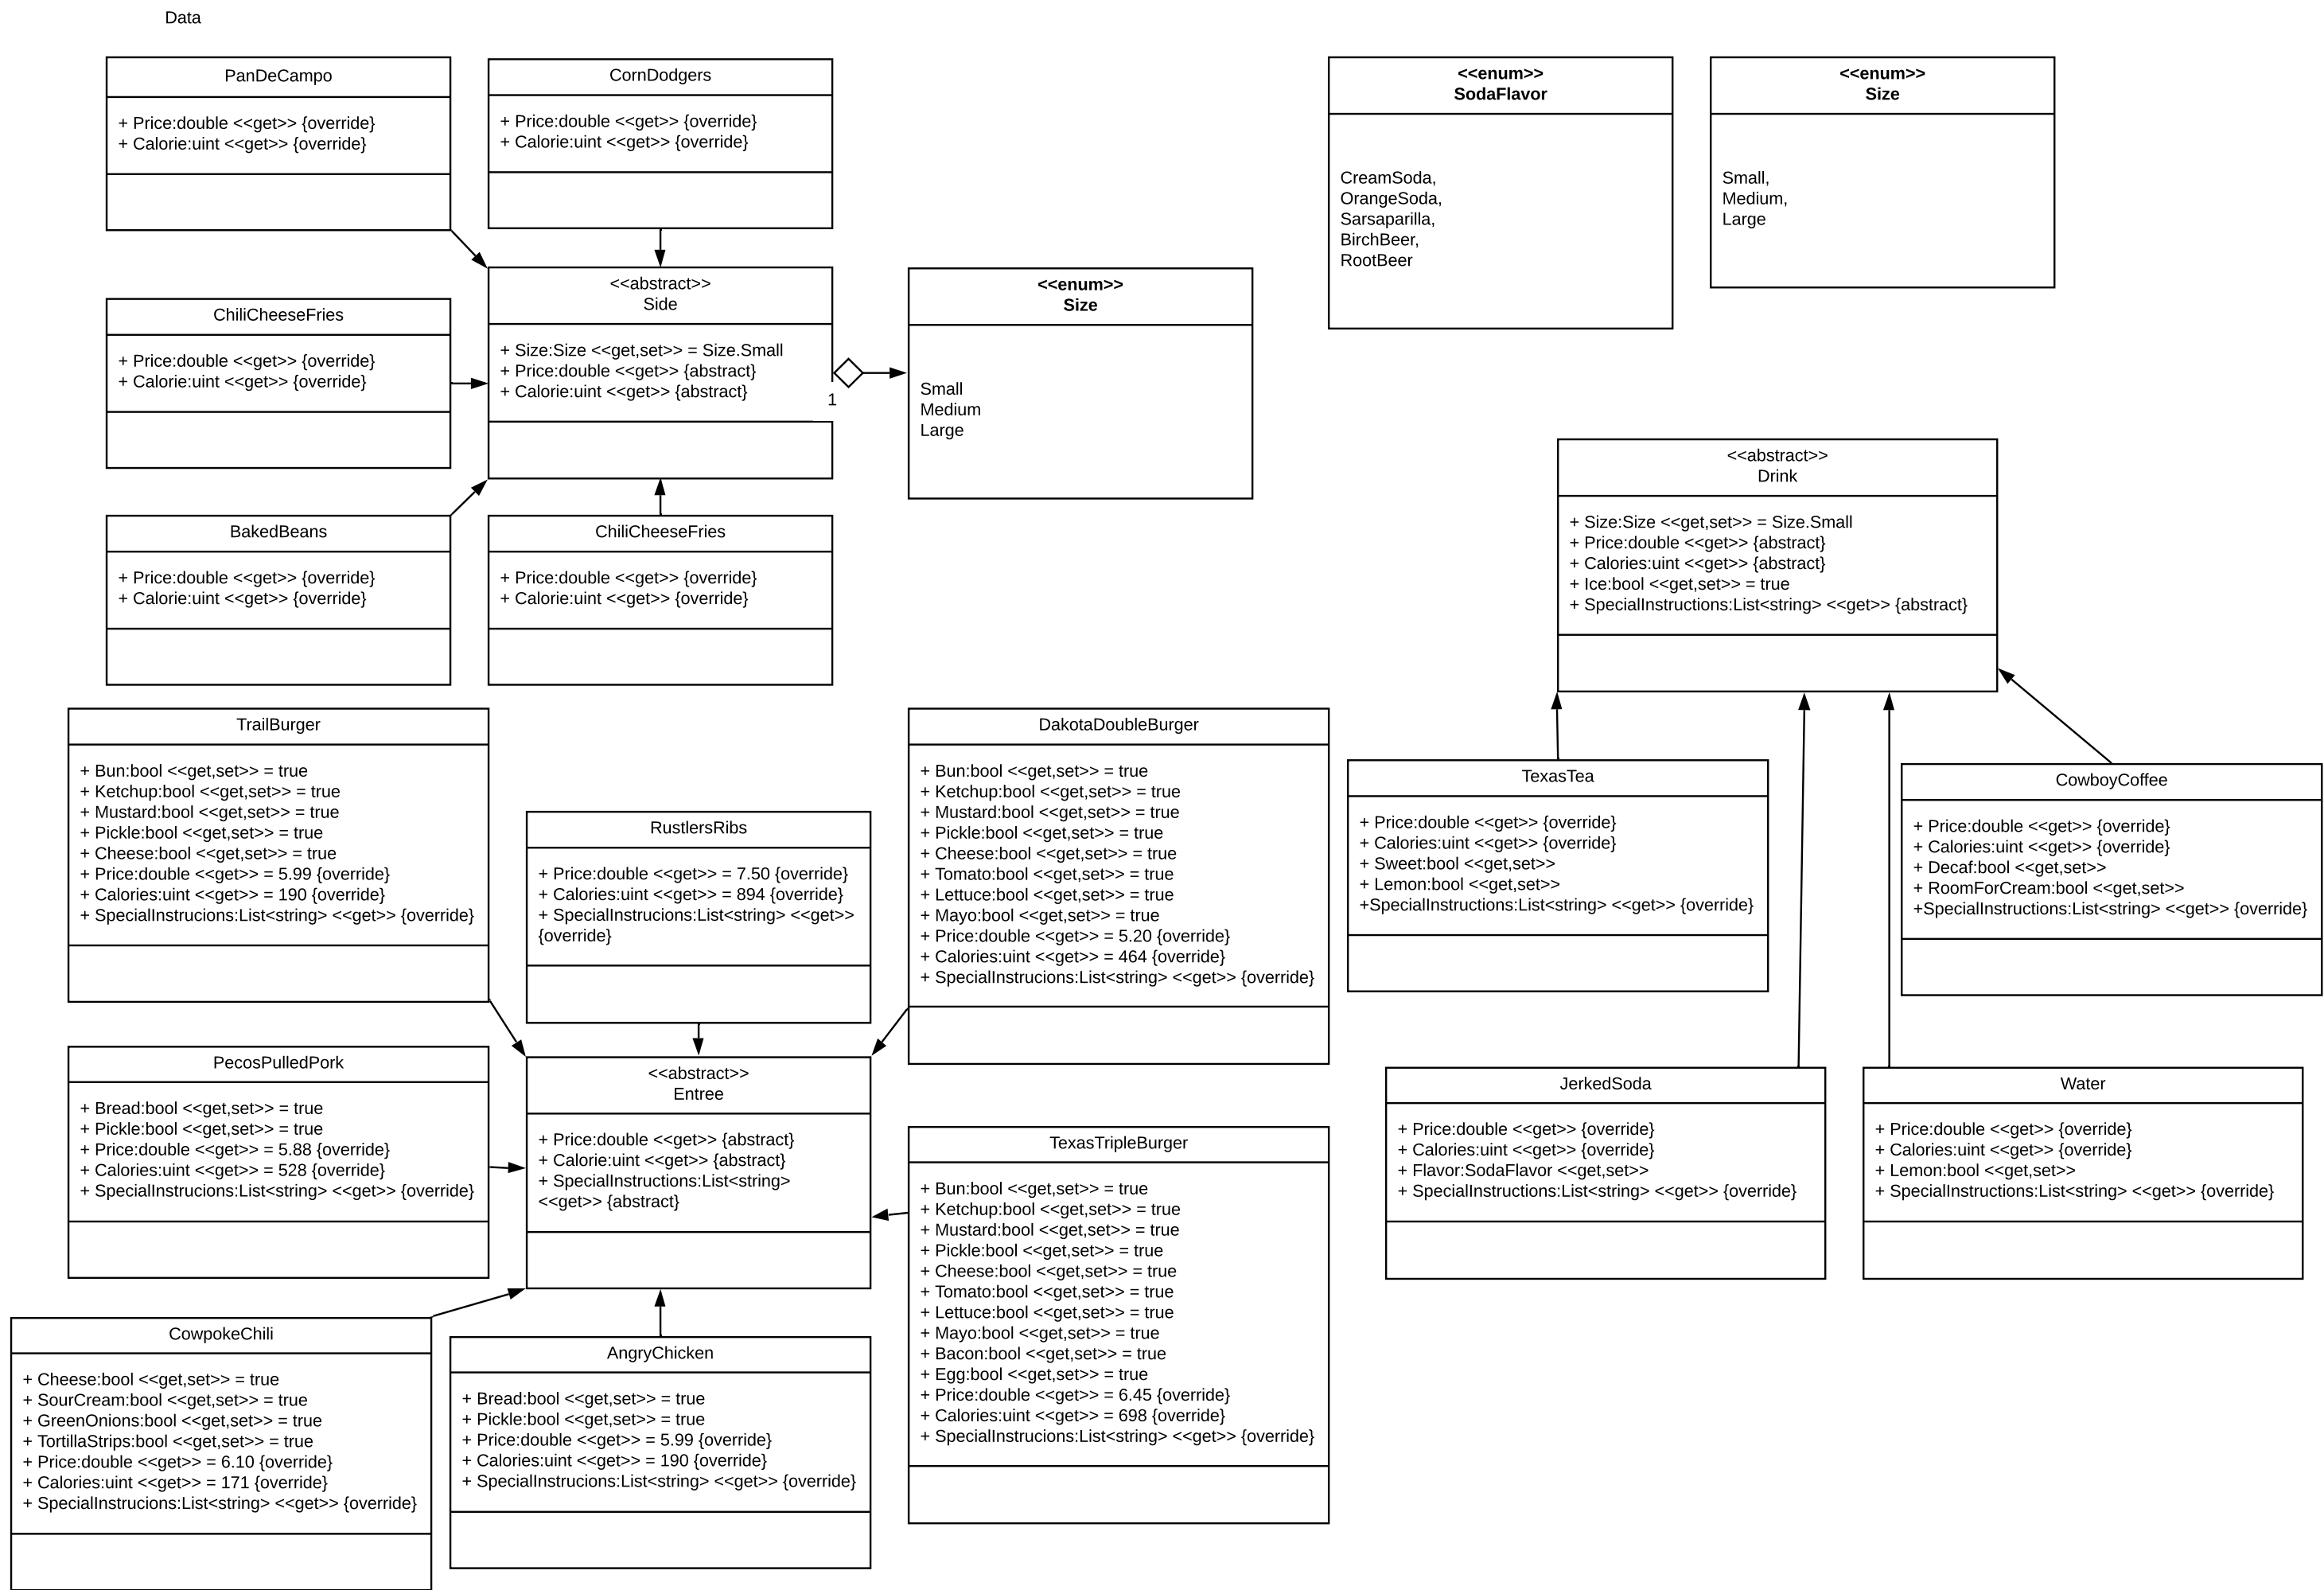 Data
PanDeCampo
+ Price:double <<get>> {override}
+ Calorie:uint <<get>> {override}
CornDodgers
+ Price:double <<get>> {override}
+ Calorie:uint <<get>> {override}
<<enum>>
SodaFlavor
CreamSoda,
OrangeSoda,
Sarsaparilla,
BirchBeer,
RootBeer
<<enum>>
Size
Small,
Medium,
Large
ChiliCheeseFries
+ Price:double <<get>> {override}
+ Calorie:uint <<get>> {override}
<<abstract>>
Side
+ Size:Size <<get,set>> = Size.Small
+ Price:double <<get>> {abstract}
+ Calorie:uint <<get>> {abstract}
1
<<enum>>
Size
Small
Medium
Large
BakedBeans
+ Price:double <<get>> {override}
+ Calorie:uint <<get>> {override}
ChiliCheeseFries
+ Price:double <<get>> {override}
+ Calorie:uint <<get>> {override}
<<abstract>>
Drink
+ Size:Size <<get,set>> = Size.Small
+ Price:double <<get>> {abstract}
+ Calories:uint <<get>> {abstract}
+ Ice:bool <<get,set>> = true
+ SpecialInstructions:List<string> <<get>> {abstract}
TrailBurger
+ Bun:bool <<get,set>> = true
+ Ketchup:bool <<get,set>> = true
+ Mustard:bool <<get,set>> = true
+ Pickle:bool <<get,set>> = true
+ Cheese:bool <<get,set>> = true
+ Price:double <<get>> = 5.99 {override}
+ Calories:uint <<get>> = 190 {override}
+ SpecialInstrucions:List<string> <<get>> {override}
RustlersRibs
+ Price:double <<get>> = 7.50 {override}
+ Calories:uint <<get>> = 894 {override}
+ SpecialInstrucions:List<string> <<get>>
{override}
DakotaDoubleBurger
+ Bun:bool <<get,set>> = true
+ Ketchup:bool <<get,set>> = true
+ Mustard:bool <<get,set>> = true
+ Pickle:bool <<get,set>> = true
+ Cheese:bool <<get,set>> = true
+ Tomato:bool <<get,set>> = true
+ Lettuce:bool <<get,set>> = true
+ Mayo:bool <<get,set>> = true
+ Price:double <<get>> = 5.20 {override}
+ Calories:uint <<get>> = 464 {override}
+ SpecialInstrucions:List<string> <<get>> {override}
TexasTea
+ Price:double <<get>> {override}
+ Calories:uint <<get>> {override}
+ Sweet:bool <<get,set>>
+ Lemon:bool <<get,set>>
+SpecialInstructions:List<string> <<get>> {override}
CowboyCoffee
+ Price:double <<get>> {override}
+ Calories:uint <<get>> {override}
+ Decaf:bool <<get,set>>
+ RoomForCream:bool <<get,set>>
+SpecialInstructions:List<string> <<get>> {override}
PecosPulledPork
+ Bread:bool <<get,set>> = true
+ Pickle:bool <<get,set>> = true
+ Price:double <<get>> = 5.88 {override}
+ Calories:uint <<get>> = 528 {override}
+ SpecialInstrucions:List<string> <<get>> {override}
<<abstract>>
Entree
+ Price:double <<get>> {abstract}
+ Calorie:uint <<get>> {abstract}
+ SpecialInstructions:List<string>
<<get>> {abstract}
TexasTripleBurger
+ Bun:bool <<get,set>> = true
+ Ketchup:bool <<get,set>> = true
+ Mustard:bool <<get,set>> = true
+ Pickle:bool <<get,set>> = true
+ Cheese:bool <<get,set>> = true
+ Tomato:bool <<get,set>> = true
+ Lettuce:bool <<get,set>> = true
+ Mayo:bool <<get,set>> = true
+ Bacon:bool <<get,set>> = true
+ Egg:bool <<get,set>> = true
+ Price:double <<get>> = 6.45 {override}
+ Calories:uint <<get>> = 698 {override}
+ SpecialInstrucions:List<string> <<get>> {override}
JerkedSoda
+ Price:double <<get>> {override}
+ Calories:uint <<get>> {override}
+ Flavor:SodaFlavor <<get,set>>
+ SpecialInstructions:List<string> <<get>> {override}
Water
+ Price:double <<get>> {override}
+ Calories:uint <<get>> {override}
+ Lemon:bool <<get,set>>
+ SpecialInstructions:List<string> <<get>> {override}
CowpokeChili
+ Cheese:bool <<get,set>> = true
+ SourCream:bool <<get,set>> = true
+ GreenOnions:bool <<get,set>> = true
+ TortillaStrips:bool <<get,set>> = true
+ Price:double <<get>> = 6.10 {override}
+ Calories:uint <<get>> = 171 {override}
+ SpecialInstrucions:List<string> <<get>> {override}
AngryChicken
+ Bread:bool <<get,set>> = true
+ Pickle:bool <<get,set>> = true
+ Price:double <<get>> = 5.99 {override}
+ Calories:uint <<get>> = 190 {override}
+ SpecialInstrucions:List<string> <<get>> {override}